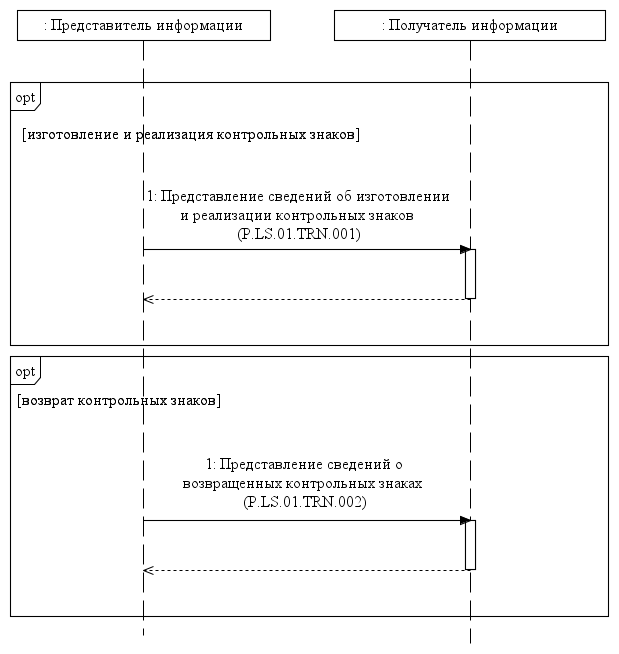 : Представитель информации
: Получатель информации
opt
[изготовление и реализация контрольных знаков]
1: Представление сведений об изготовлении
и реализации контрольных знаков
(P.LS.01.TRN.001)
opt
[возврат контрольных знаков]
1: Представление сведений о
возвращенных контрольных знаках
(P.LS.01.TRN.002)